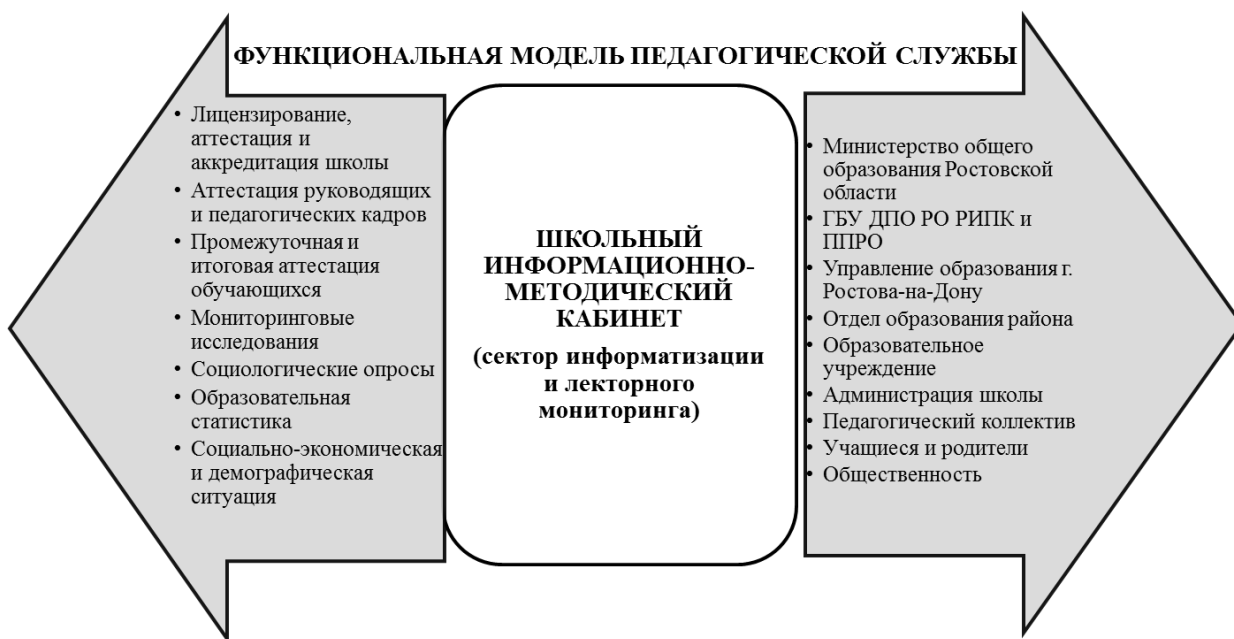 ФУНКЦИОНАЛЬНАЯ МОДЕЛЬ ПЕДАГОГИЧЕСКОЙ СЛУЖБЫ
• Лицензирование,
аттестация и
аккредитация школы
• Аттестация руководящих
и педагогических кадров
• Промежуточная и
итоговая аттестация
обучающихся
• Мониторинговые
исследования
• Социологические опросы
• Образовательная
статистика
• Социально-экономическая
и демографическая
ситуация
ШКОЛЬНЫЙ
ИНФОРМАЦИОННО-
МЕТОДИЧЕСКИЙ
КАБИНЕТ
(сектор информатизации
и лекторного
мониторинга)
• Министерство общего
образования Ростовской
области
• ГБУ ДПО РО РИПК и
ППРО
• Управление образования г.
Ростова-на-Дону
• Отдел образования района
• Образовательное
учреждение
• Администрация школы
• Педагогический коллектив
• Учащиеся и родители
• Общественность